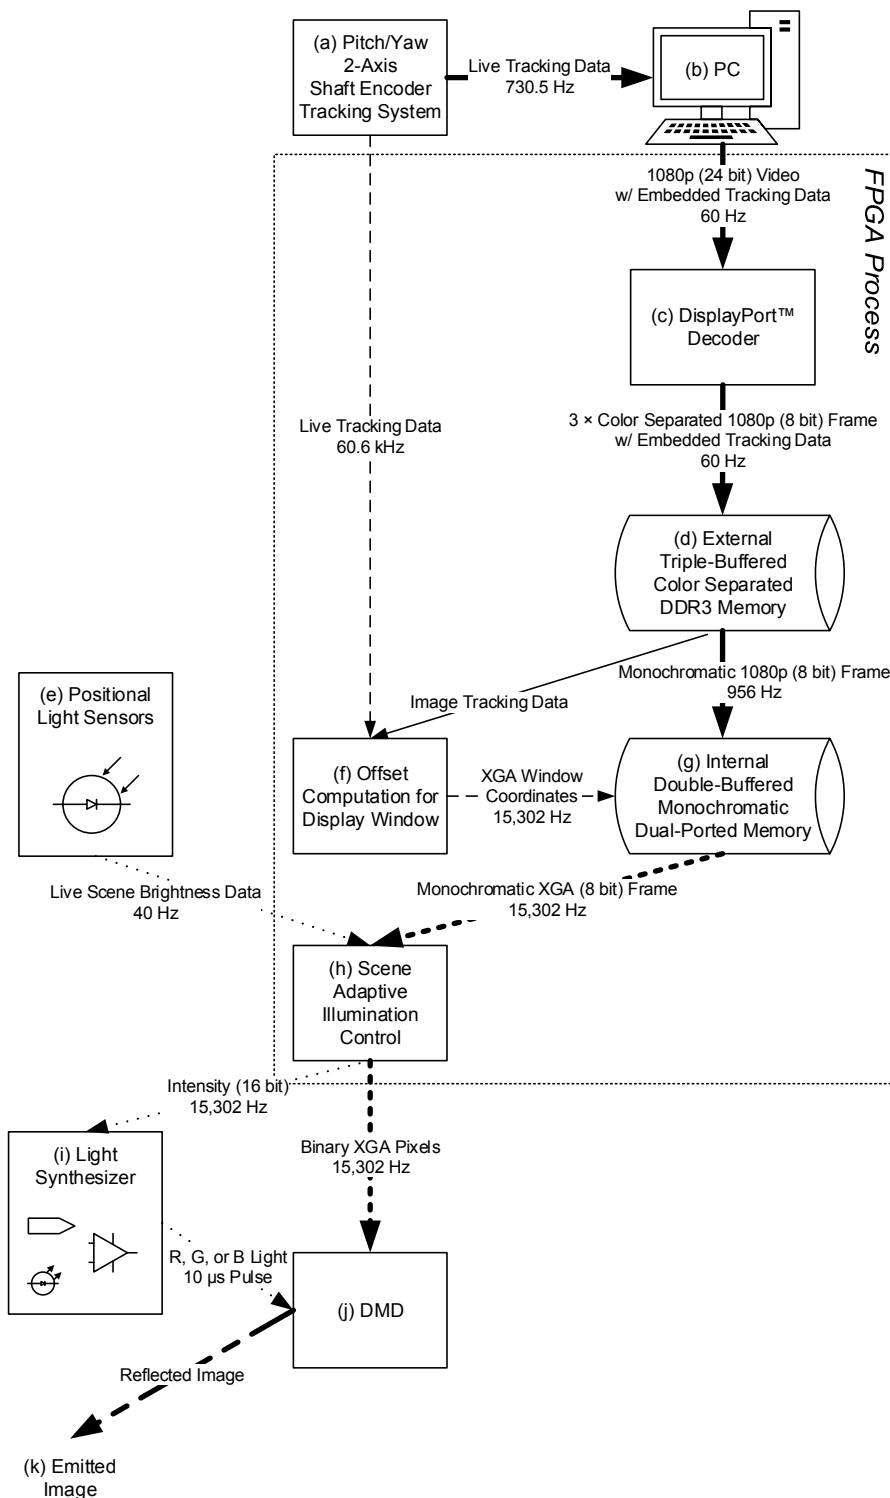 (a) Pitch/Yaw
2-Axis
Shaft Encoder
Tracking System
Live Tracking Data
730.5 Hz
(b) PC
FPGA Process
1080p (24 bit) Video
w/ Embedded Tracking Data
60 Hz
(c) DisplayPort™
Decoder
3 × Color Separated 1080p (8 bit) Frame
w/ Embedded Tracking Data
60 Hz
Live Tracking Data
60.6 kHz
(d) External
Triple-Buffered
Color Separated
DDR3 Memory
Monochromatic 1080p (8 bit) Frame
956 Hz
Image Tracking Data
(e) Positional
Light Sensors
(f) Offset
Computation for
Display Window
XGA Window
Coordinates
15,302 Hz
(g) Internal
Double-Buffered
Monochromatic
Dual-Ported Memory
Live Scene Brightness Data
40 Hz
Monochromatic XGA (8 bit) Frame
15,302 Hz
(h) Scene
Adaptive
Illumination
Control
Intensity (16 bit)
15,302 Hz
Binary XGA Pixels
15,302 Hz
(i) Light
Synthesizer
R, G, or B Light
10 µs Pulse
(j) DMD
Reflected Image
(k) Emitted
Image